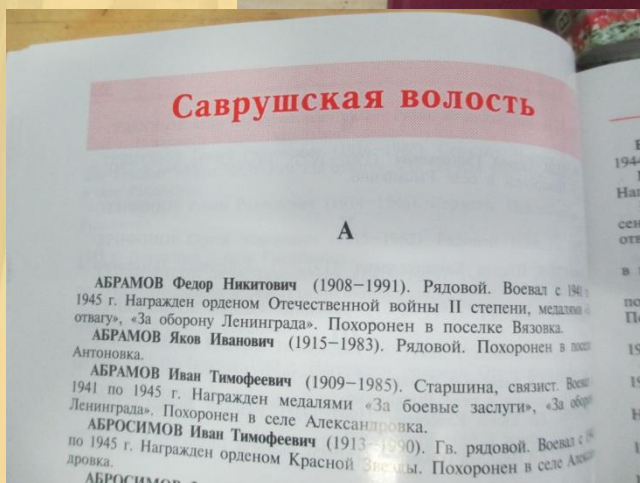 Саврушская волость
А
АБРАМОВ Федор Никитович (1908–1991). Рядовой. Воевал с 1941
1945 г. Награжден орденом Отечественной войны II степени, медалями
отвагу», «За оборону Ленинграда». Похоронен в поселке Вязовка.
АБРАМОВ Яков Иванович (1915–1983). Рядовой. Похоронен в
Антоновка.
АБРАМОВ Иван Тимофеевич (1909–1985). Старшина, связист.
1941 по 1945 г. Награжден медалями «За боевые заслуги», «За
Ленинграда». Похоронен в селе Александровка.
АБРОСИМОВ Иван Тимофеевич (1913–1990). Гв. рядовой. Воевал с
по 1945 г. Награжден орденом Красной Звезды. Похоронен в селе
дровка.
АБРОСИМОВ
1944